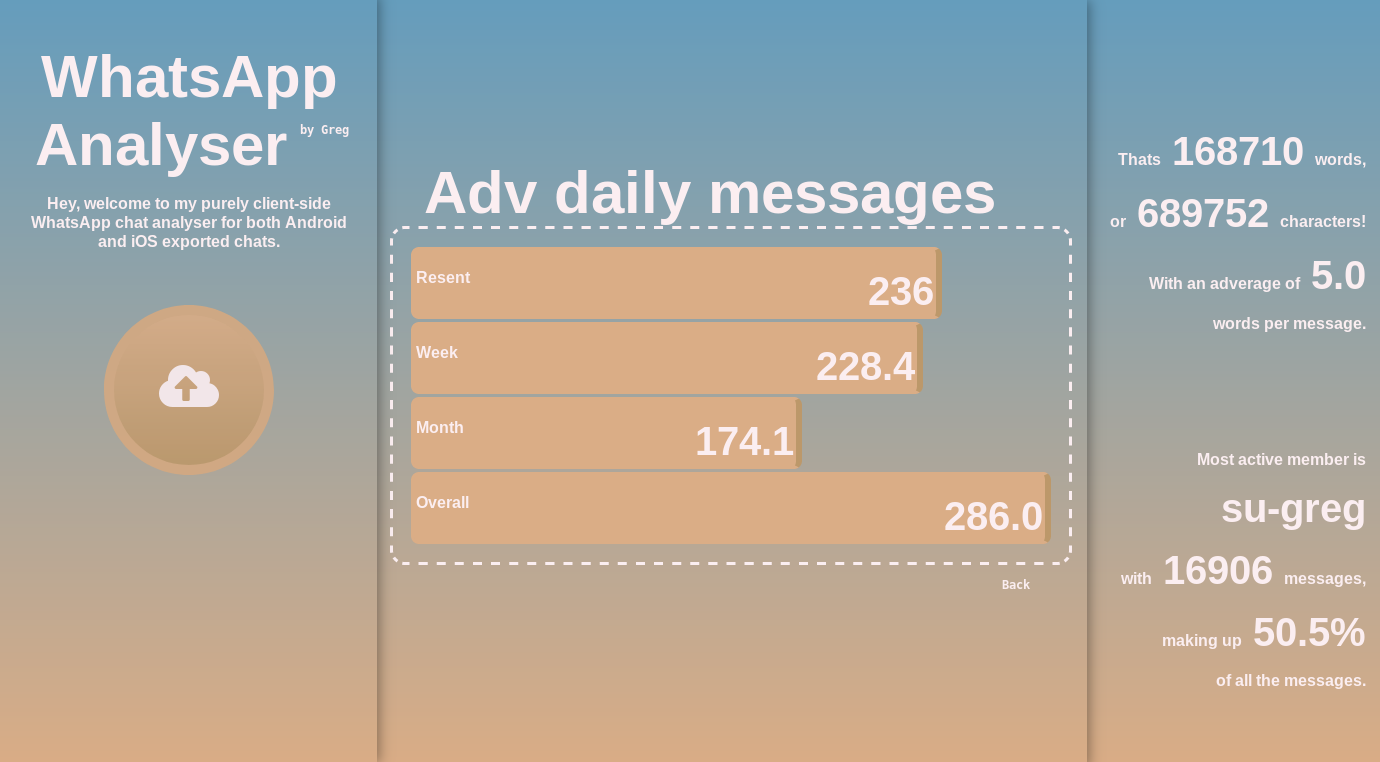 WhatsApp
Analyser by Greg
Hey, welcome to my purely client-side
WhatsApp chat analyser for both Android
and iOS exported chats.
Adv daily messages
Resent
236
Week
228.4
Month
174.1
Overall
286.0
Back
Thats 168710 words,
or 689752 characters!
With an adverage of 5.0
words per message.
Most active member is
su-greg
with 16906 messages,
making up 50.5%
of all the messages.